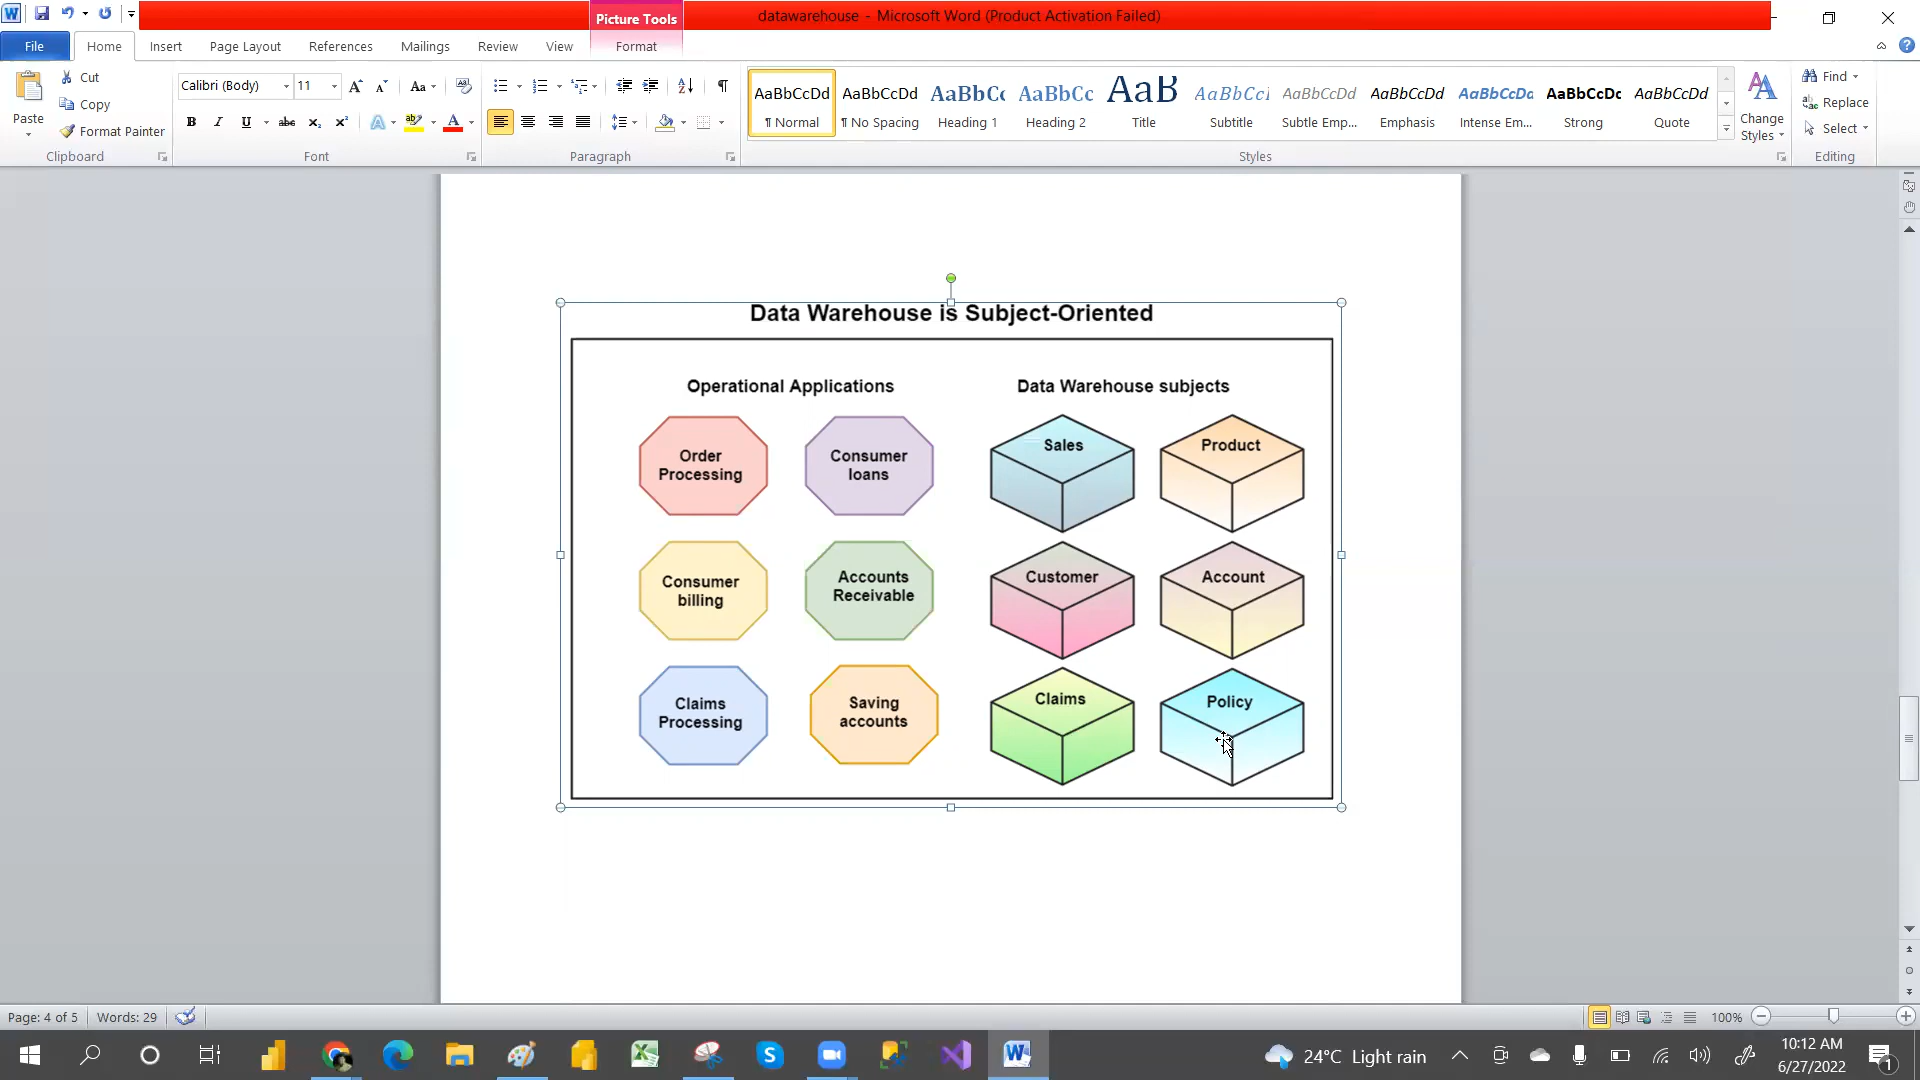 Picture Tools
datawarehouse - Microsoft Word (Product Activation Failed)
File Home Insert Page Layout References Mailings Review View Format
Cut
Copy
Format Painter
Paste
Clipboard
Calibri (Body) 11
Font
Paragraph
AaBbCcDd AaBbCcDd AaBbCc AaBbCc AaB AaBbCcI AaBbCcDd AaBbCcDd AaBbCcDd AaBbCcDc AaBbCcDd
¶ Normal ¶ No Spacing Heading 1 Heading 2 Title Subtitle Subtle Emp... Emphasis Intense Em... Strong Quote
Styles
Change
Styles
Find
Replace
Select
Editing
Data Warehouse is Subject-Oriented
Operational Applications
Data Warehouse subjects
Order
Processing
Consumer
loans
Sales
Product
Consumer
billing
Accounts
Receivable
Customer
Account
Claims
Processing
Saving
accounts
Claims
Policy
Page: 4 of 5 Words: 29
100%
24°C Light rain
10:12 AM
6/27/2022
1